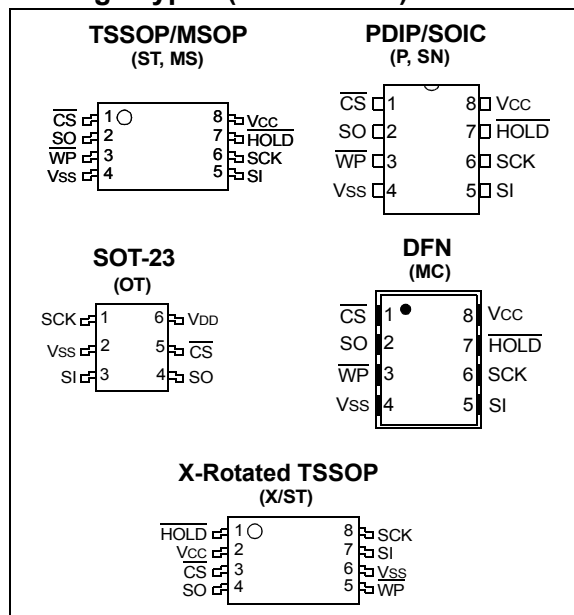 TSSOP/MSOP
(ST, MS)
CS 1 8 VCC
SO 2 7 HOLD
WP 3 6 SCK
VSS 4 5 SI
PDIP/SOIC
(P, SN)
CS 1 8 VCC
SO 2 7 HOLD
WP 3 6 SCK
VSS 4 5 SI
SOT-23
(OT)
SCK 1 6 VDD
VSS 2 5 CS
SI 3 4 SO
DFN
(MC)
CS 1 8 VCC
SO 2 7 HOLD
WP 3 6 SCK
VSS 4 5 SI
X-Rotated TSSOP
(X/ST)
HOLD 1 8 SCK
VCC 2 7 SI
CS 3 6 VSS
SO 4 5 WP